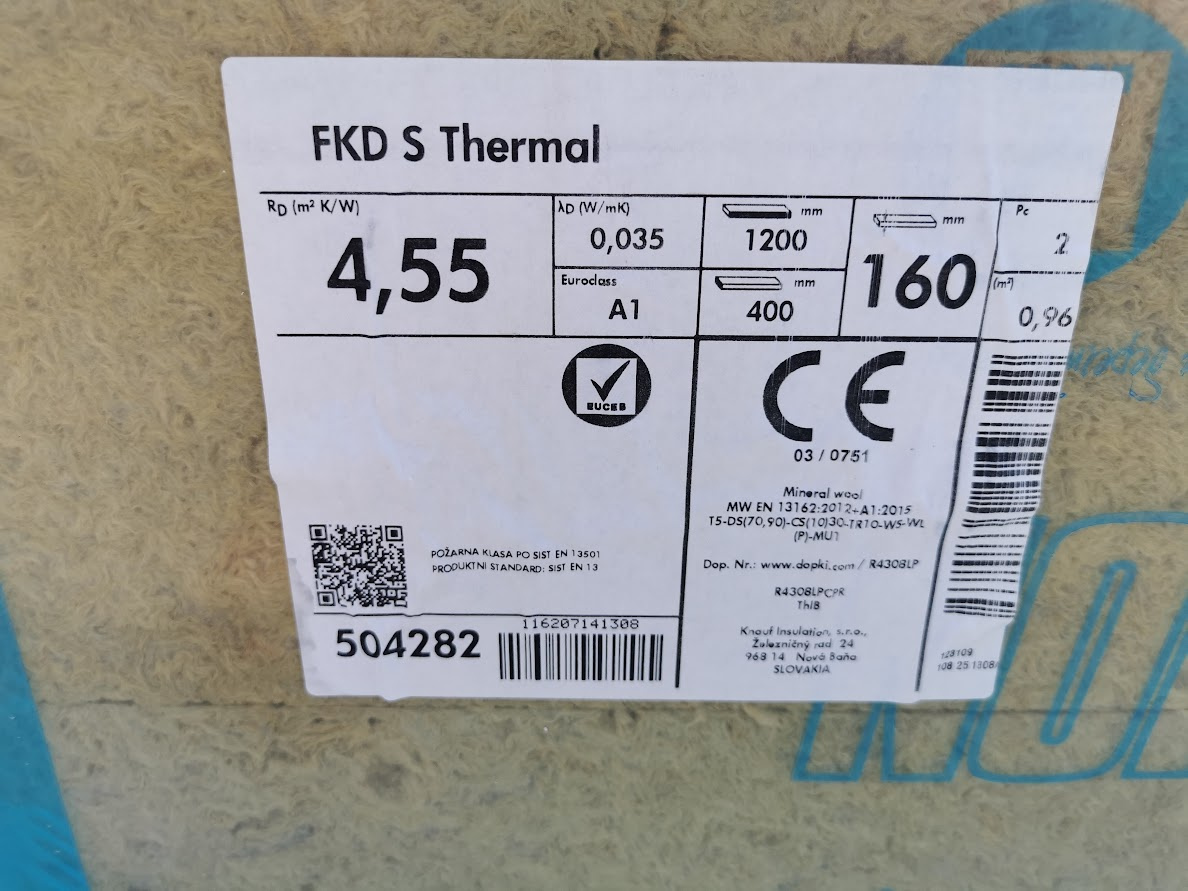 FKD S Thermal
RD (m² K/W)
4,55
λD (W/mK)
0,035
Euroclass
A1
mm
1200
mm
400
mm
160
Pc
2
(m²)
0,96
EUCEB
CE
03 / 0751
Mineral wool
MW EN 13162:2012+A1:2015
T5-DS(70,90)-CS(10)30-TR10-WS-WL
(P)-MU1
Dop. Nr.: www.dopki.com / R4308LP
R4308LPCPR
ThIB
Knauf Insulation, s.r.o.,
Železničný rad 24
968 14 Nová Baňa
SLOVAKIA
POŽARNA KLASA PO SIST EN 13501
PRODUKTNI STANDARD: SIST EN 13
504282
116207141308
108 25 1808